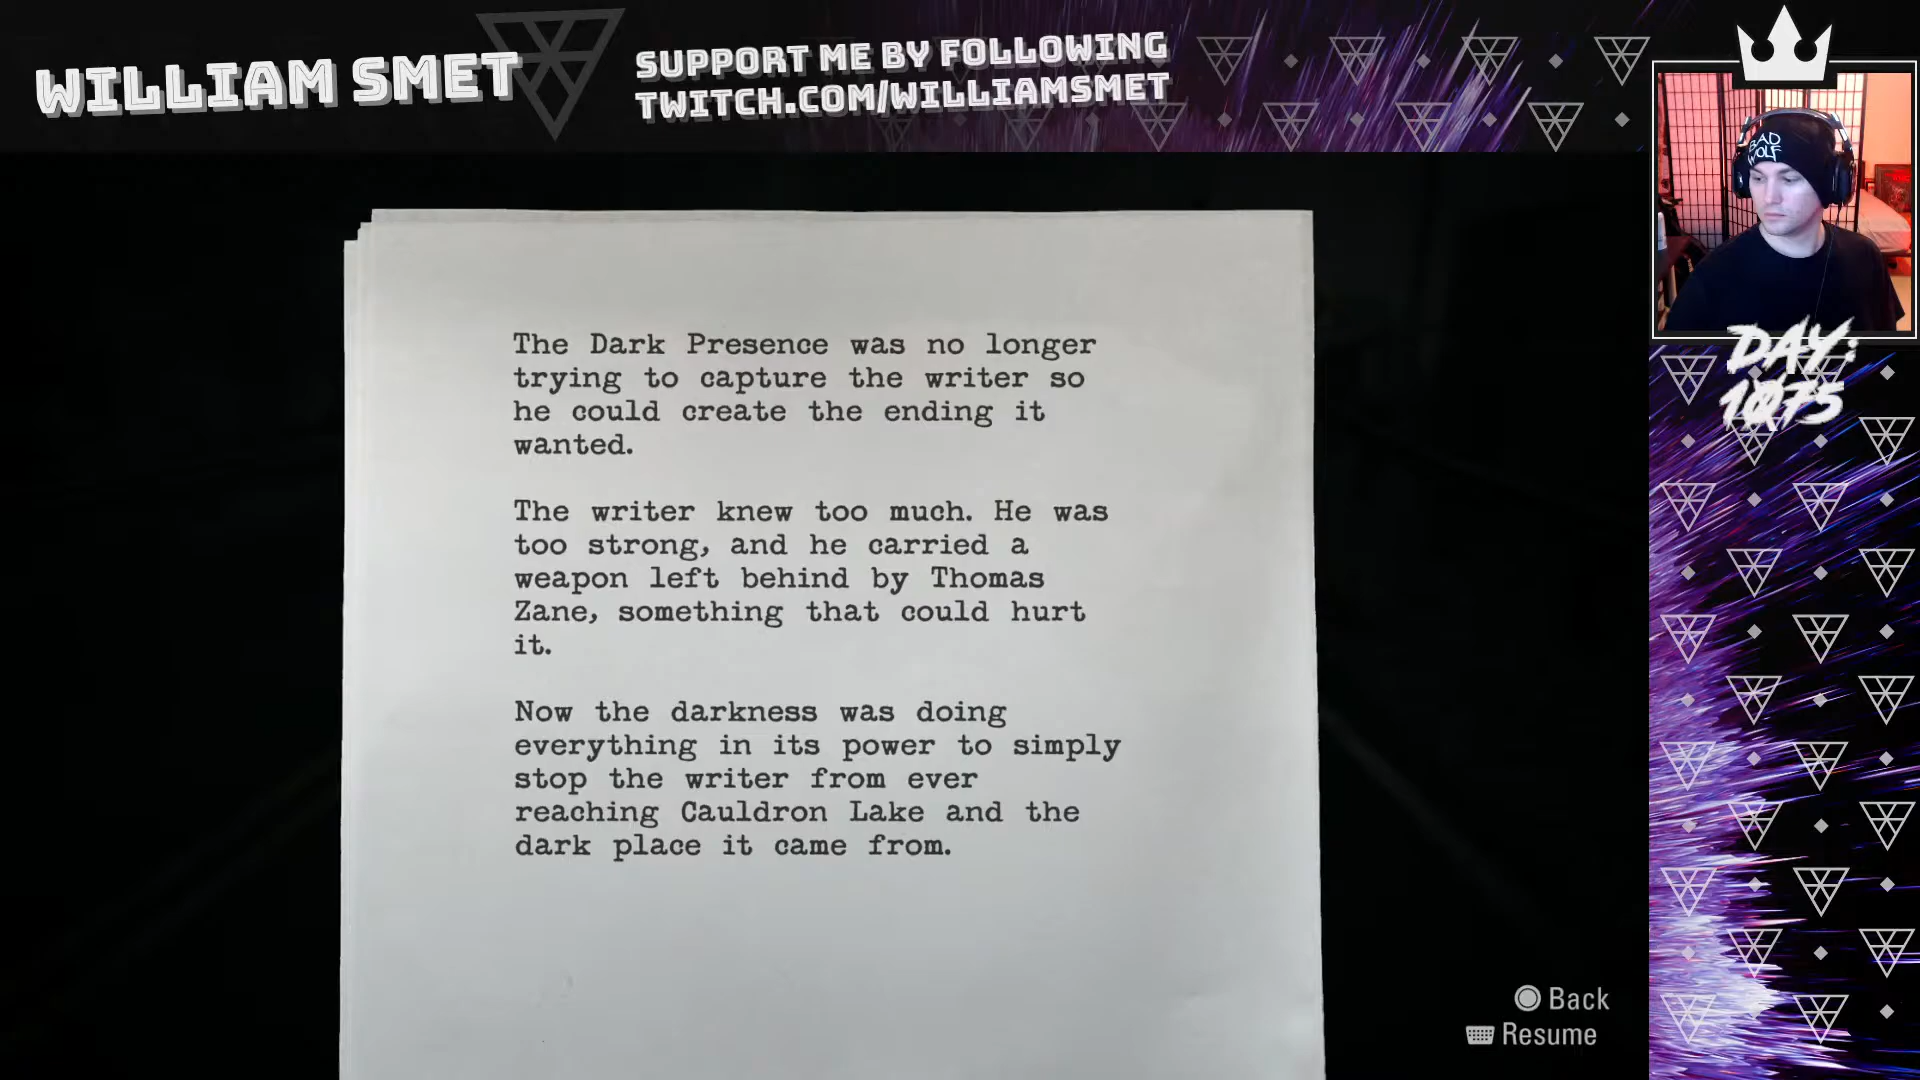 WILLIAM SMET
SUPPORT ME BY FOLLOWING
TWITCH.COM/WILLIAMSMET
BAD
WOLF
DAY:
1075
The Dark Presence was no longer
trying to capture the writer so
he could create the ending it
wanted.
The writer knew too much. He was
too strong, and he carried a
weapon left behind by Thomas
Zane, something that could hurt
it.
Now the darkness was doing
everything in its power to simply
stop the writer from ever
reaching Cauldron Lake and the
dark place it came from.
Back
Resume